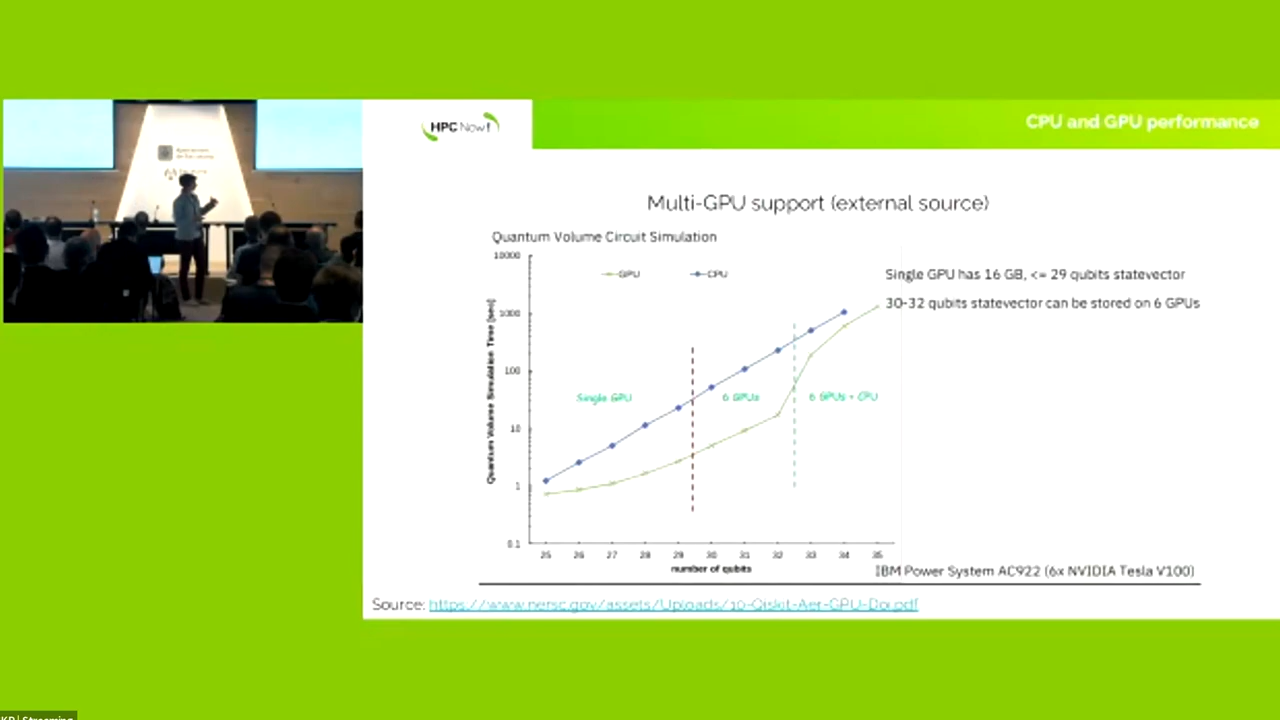 HPC Now!
CPU and GPU performance
Multi-GPU support (external source)
Quantum Volume Circuit Simulation
GPU
CPU
Quantum Volume Simulation Time [sec]
10000
1000
100
10
1
0.1
Single GPU
6 GPUs
6 GPUs + CPU
25 26 27 28 29 30 31 32 33 34 35
number of qubits
Single GPU has 16 GB, <= 29 qubits statevector
30-32 qubits statevector can be stored on 6 GPUs
IBM Power System AC922 (6x NVIDIA Tesla V100)
Source: https://www.nersc.gov/assets/Uploads/10-Qiskit-Aer-GPU-Doi.pdf